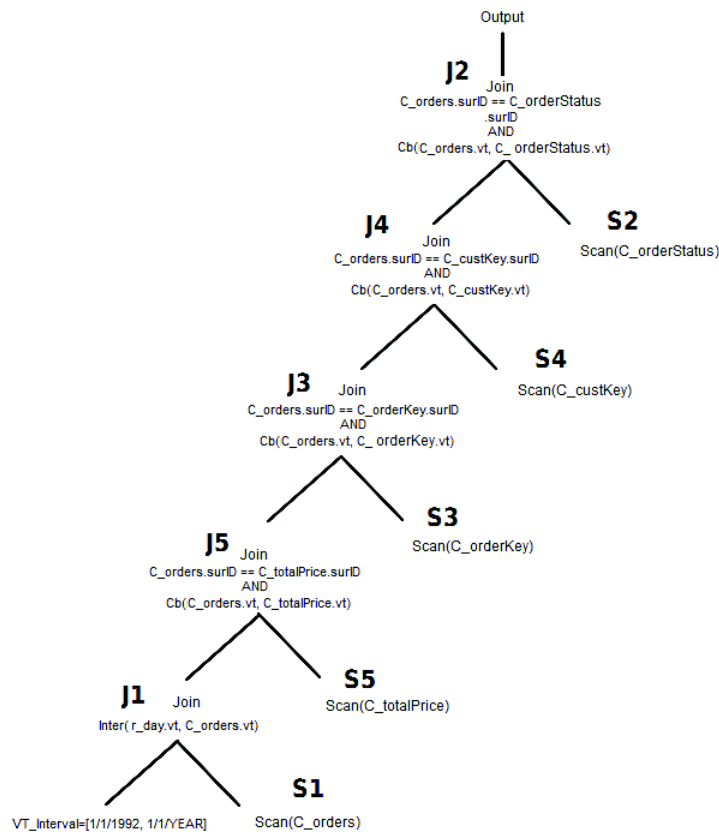 Output
J2
Join
C_orders.surID == C_orderStatus
.surID
AND
Cb(C_orders.vt, C_ orderStatus.vt)
J4
Join
C_orders.surID == C_custKey.surID
AND
Cb(C_orders.vt, C_custKey.vt)
S2
Scan(C_orderStatus)
J3
Join
C_orders.surID == C_orderKey.surID
AND
Cb(C_orders.vt, C_ orderKey.vt)
S4
Scan(C_custKey)
J5
Join
C_orders.surID == C_totalPrice.surID
AND
Cb(C_orders.vt, C_totalPrice.vt)
S3
Scan(C_orderKey)
J1
Join
Inter( r_day.vt, C_orders.vt)
S5
Scan(C_totalPrice)
VT_Interval=[1/1/1992, 1/1/YEAR]
S1
Scan(C_orders)